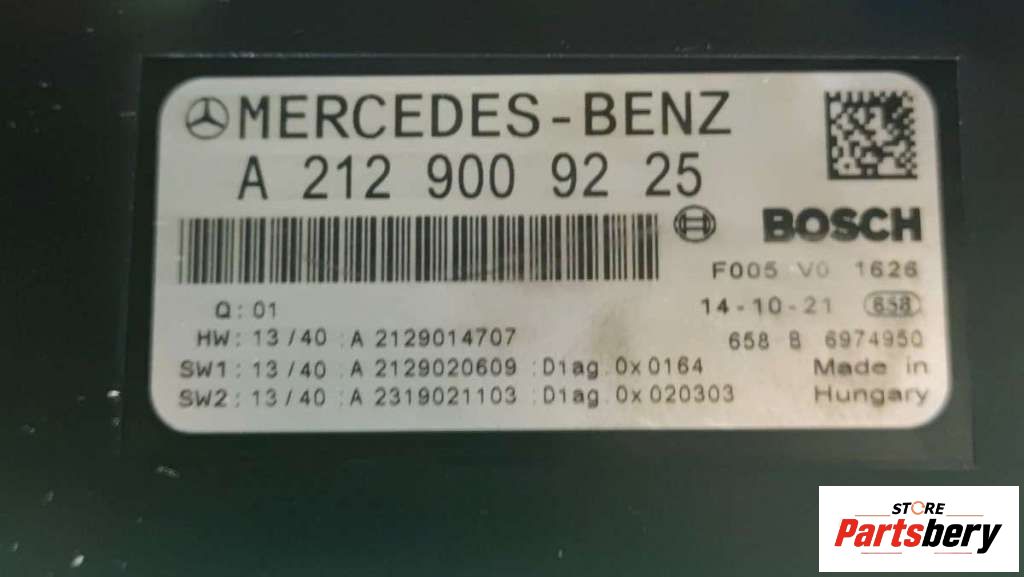 MERCEDES-BENZ
A 212 900 92 25
BOSCH
F005 V0 1626
Q: 01
14-10-21 658
HW: 13/40 :A 2129014707
658 B 6974950
SW1: 13/40 :A 2129020609 :Diag.0x0164
Made in
SW2: 13/40 :A 2319021103 :Diag.0x020303
Hungary
STORE
Partsbery